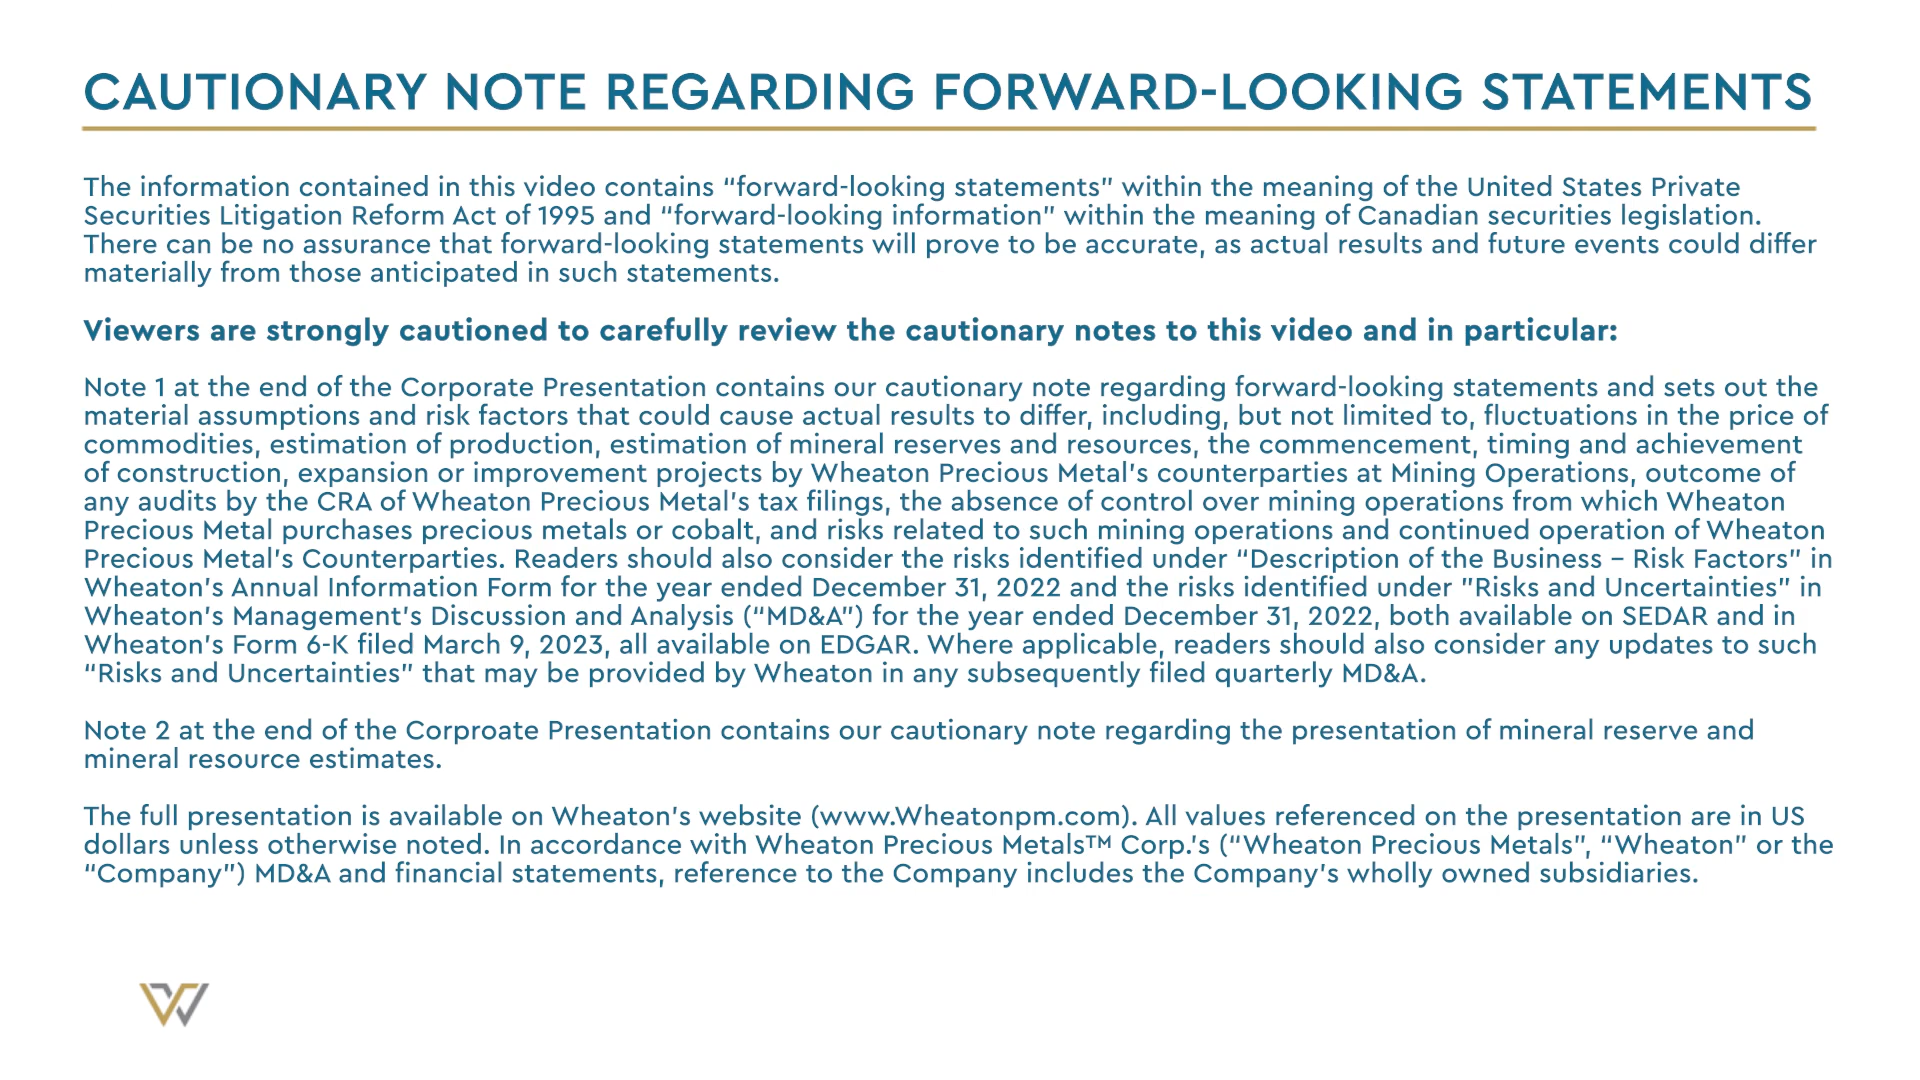 CAUTIONARY NOTE REGARDING FORWARD-LOOKING STATEMENTS
The information contained in this video contains “forward-looking statements” within the meaning of the United States Private
Securities Litigation Reform Act of 1995 and “forward-looking information” within the meaning of Canadian securities legislation.
There can be no assurance that forward-looking statements will prove to be accurate, as actual results and future events could differ
materially from those anticipated in such statements.
Viewers are strongly cautioned to carefully review the cautionary notes to this video and in particular:
Note 1 at the end of the Corporate Presentation contains our cautionary note regarding forward-looking statements and sets out the
material assumptions and risk factors that could cause actual results to differ, including, but not limited to, fluctuations in the price of
commodities, estimation of production, estimation of mineral reserves and resources, the commencement, timing and achievement
of construction, expansion or improvement projects by Wheaton Precious Metal’s counterparties at Mining Operations, outcome of
any audits by the CRA of Wheaton Precious Metal’s tax filings, the absence of control over mining operations from which Wheaton
Precious Metal purchases precious metals or cobalt, and risks related to such mining operations and continued operation of Wheaton
Precious Metal’s Counterparties. Readers should also consider the risks identified under “Description of the Business – Risk Factors” in
Wheaton’s Annual Information Form for the year ended December 31, 2022 and the risks identified under ”Risks and Uncertainties” in
Wheaton’s Management’s Discussion and Analysis (“MD&A”) for the year ended December 31, 2022, both available on SEDAR and in
Wheaton’s Form 6-K filed March 9, 2023, all available on EDGAR. Where applicable, readers should also consider any updates to such
“Risks and Uncertainties” that may be provided by Wheaton in any subsequently filed quarterly MD&A.
Note 2 at the end of the Corproate Presentation contains our cautionary note regarding the presentation of mineral reserve and
mineral resource estimates.
The full presentation is available on Wheaton’s website (www.Wheatonpm.com). All values referenced on the presentation are in US
dollars unless otherwise noted. In accordance with Wheaton Precious Metals™ Corp.’s (“Wheaton Precious Metals”, “Wheaton” or the
“Company”) MD&A and financial statements, reference to the Company includes the Company’s wholly owned subsidiaries.